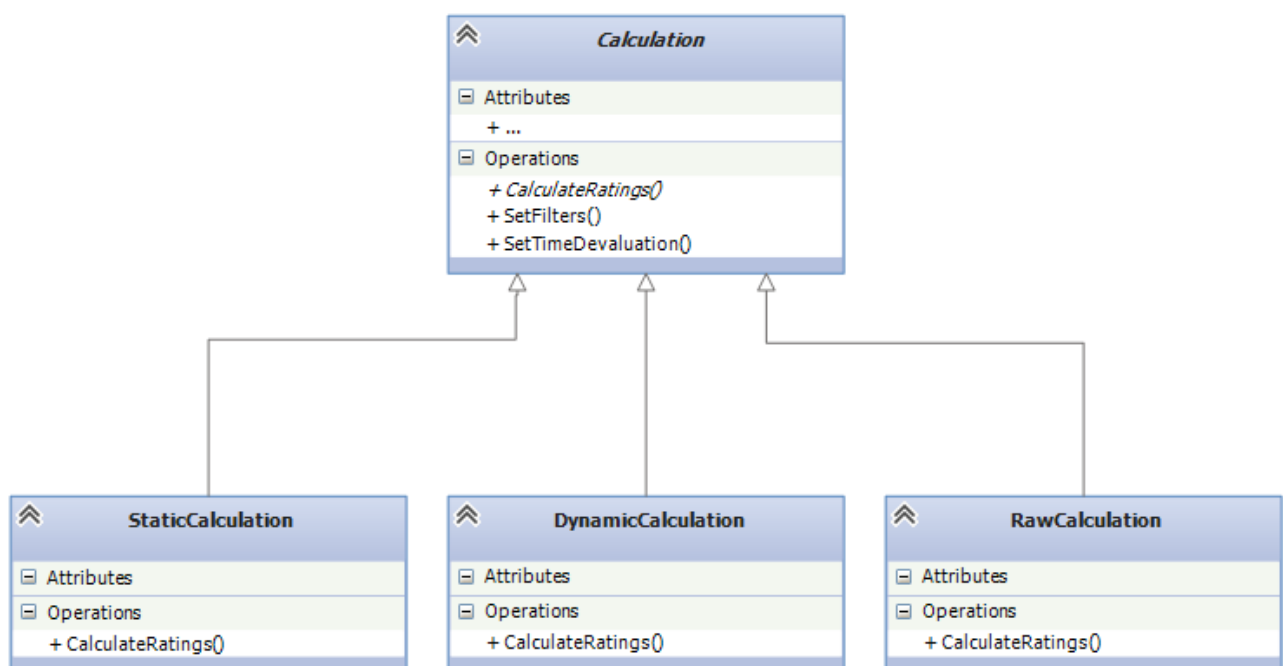 Calculation
Attributes
+ ...
Operations
+ CalculateRatings()
+ SetFilters()
+ SetTimeDevaluation()
StaticCalculation
Attributes
Operations
+ CalculateRatings()
DynamicCalculation
Attributes
Operations
+ CalculateRatings()
RawCalculation
Attributes
Operations
+ CalculateRatings()